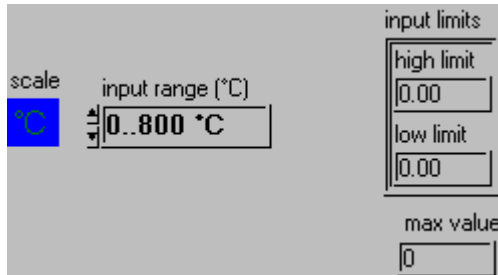 input limits
high limit
0.00
low limit
0.00
max value
0
scale
°C
input range (°C)
0..800 °C